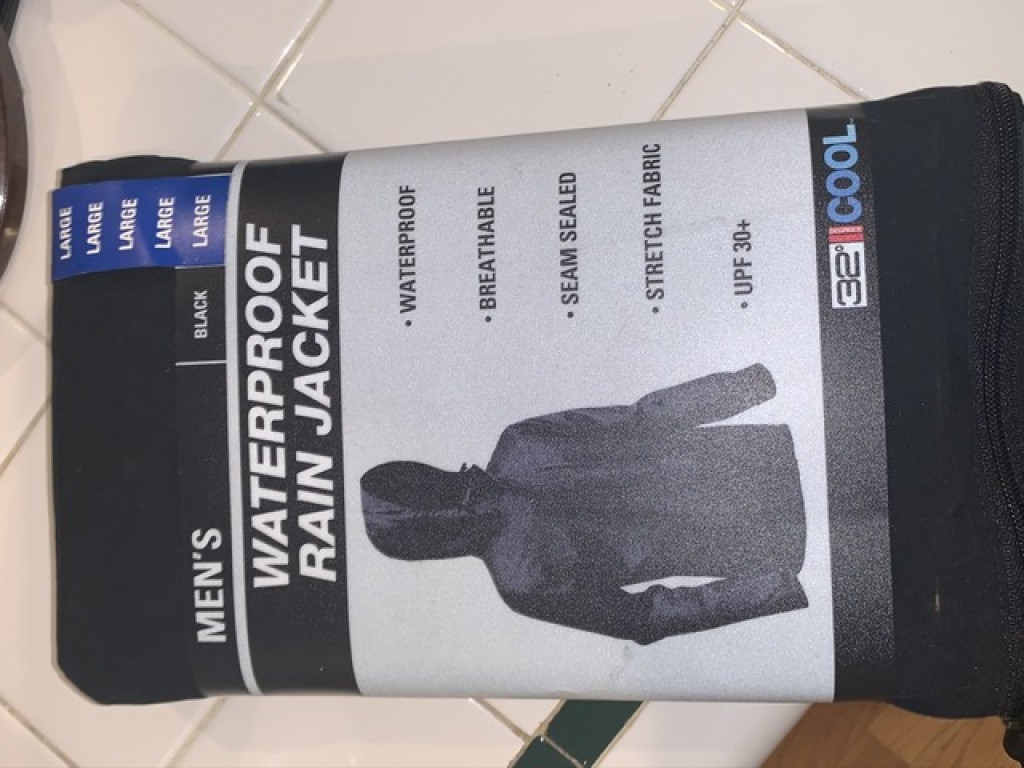 LARGE
LARGE
LARGE
LARGE
LARGE
MEN'S
BLACK
WATERPROOF
RAIN JACKET
• WATERPROOF
• BREATHABLE
• SEAM SEALED
• STRETCH FABRIC
• UPF 30+
32° DEGREES COOL